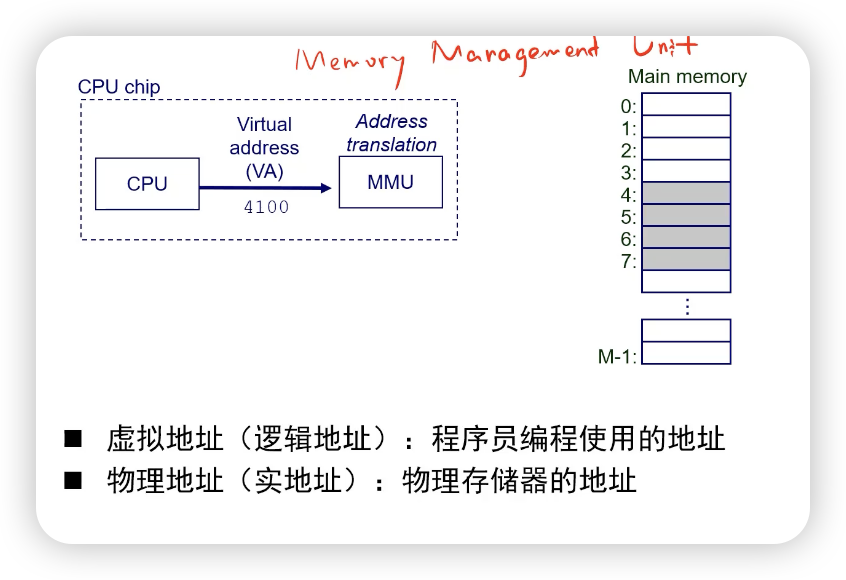 Memory Management Unit
CPU chip
Virtual
address
(VA)
Address
translation
CPU
4100
MMU
Main memory
0:
1:
2:
3:
4:
5:
6:
7:
⋮
M-1:
■ 虚拟地址（逻辑地址）：程序员编程使用的地址
■ 物理地址（实地址）：物理存储器的地址